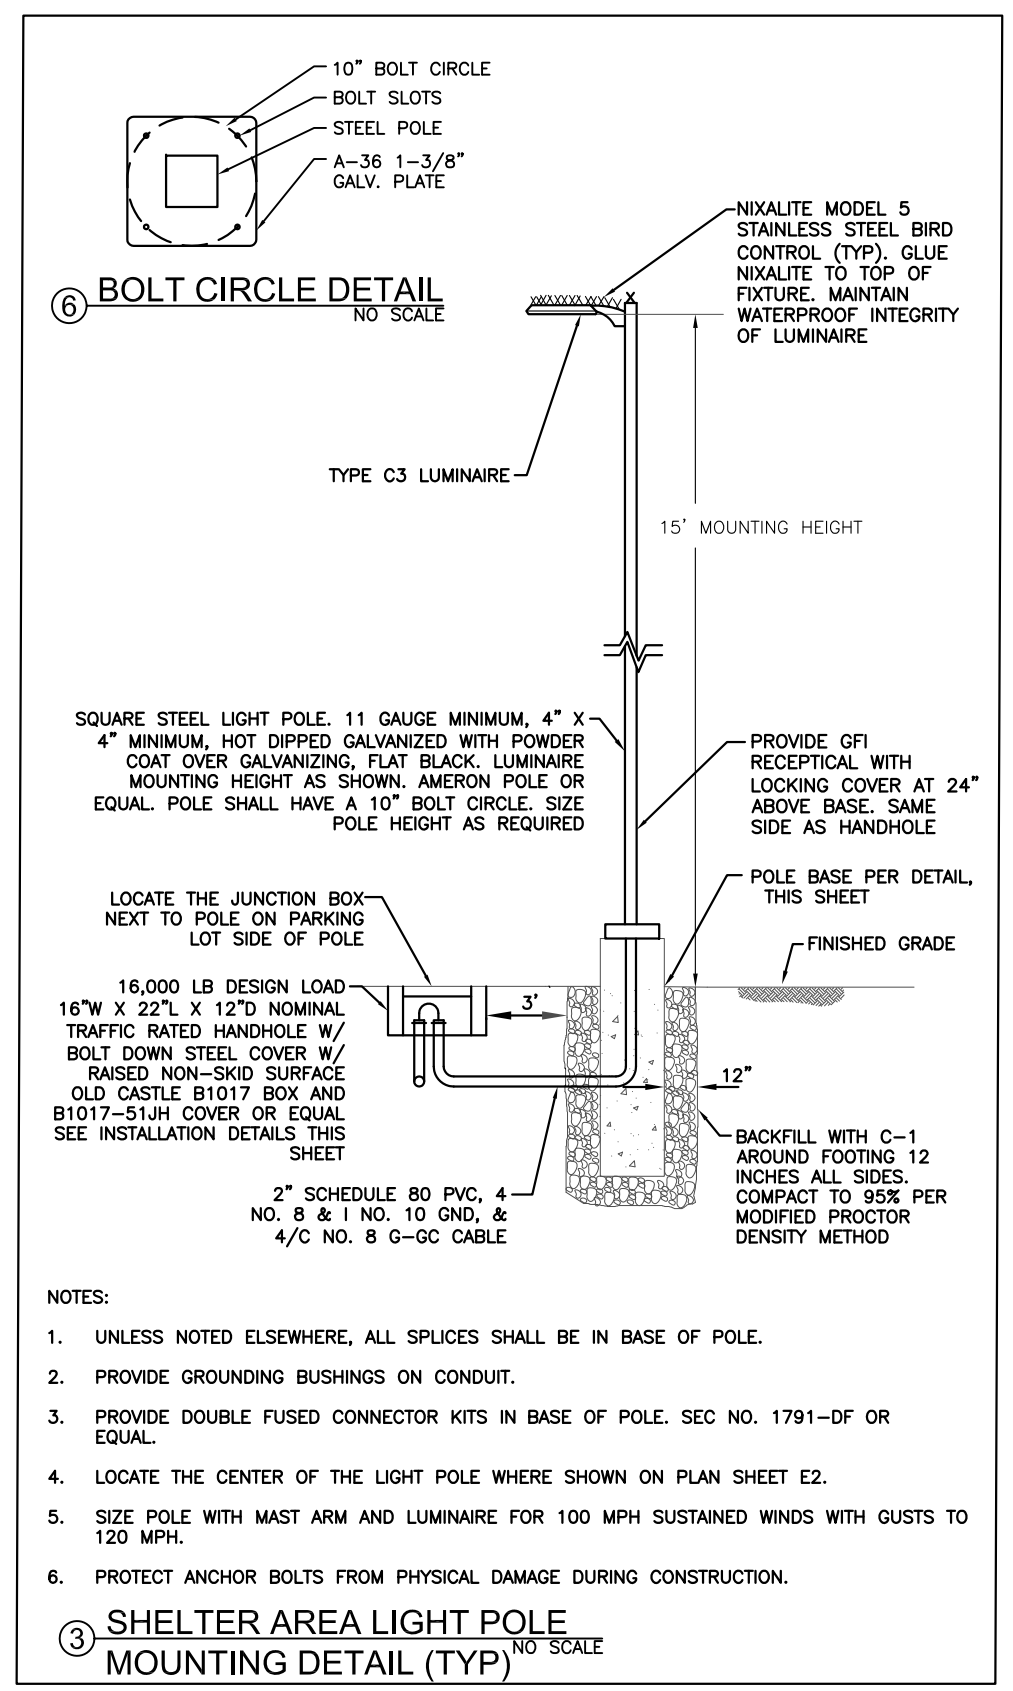 10" BOLT CIRCLE
BOLT SLOTS
STEEL POLE
A-36 1-3/8"
GALV. PLATE
6 BOLT CIRCLE DETAIL
NO SCALE
NIXALITE MODEL 5
STAINLESS STEEL BIRD
CONTROL (TYP). GLUE
NIXALITE TO TOP OF
FIXTURE. MAINTAIN
WATERPROOF INTEGRITY
OF LUMINAIRE
TYPE C3 LUMINAIRE
15' MOUNTING HEIGHT
SQUARE STEEL LIGHT POLE. 11 GAUGE MINIMUM, 4" X
4" MINIMUM, HOT DIPPED GALVANIZED WITH POWDER
COAT OVER GALVANIZING, FLAT BLACK. LUMINAIRE
MOUNTING HEIGHT AS SHOWN. AMERON POLE OR
EQUAL. POLE SHALL HAVE A 10" BOLT CIRCLE. SIZE
POLE HEIGHT AS REQUIRED
PROVIDE GFI
RECEPTICAL WITH
LOCKING COVER AT 24"
ABOVE BASE. SAME
SIDE AS HANDHOLE
LOCATE THE JUNCTION BOX
NEXT TO POLE ON PARKING
LOT SIDE OF POLE
POLE BASE PER DETAIL,
THIS SHEET
FINISHED GRADE
16,000 LB DESIGN LOAD
16"W X 22"L X 12"D NOMINAL
TRAFFIC RATED HANDHOLE W/
BOLT DOWN STEEL COVER W/
RAISED NON-SKID SURFACE
OLD CASTLE B1017 BOX AND
B1017-51JH COVER OR EQUAL
SEE INSTALLATION DETAILS THIS
SHEET
3'
12"
BACKFILL WITH C-1
AROUND FOOTING 12
INCHES ALL SIDES.
COMPACT TO 95% PER
MODIFIED PROCTOR
DENSITY METHOD
2" SCHEDULE 80 PVC, 4
NO. 8 & I NO. 10 GND, &
4/C NO. 8 G-GC CABLE
NOTES:
1. UNLESS NOTED ELSEWHERE, ALL SPLICES SHALL BE IN BASE OF POLE.
2. PROVIDE GROUNDING BUSHINGS ON CONDUIT.
3. PROVIDE DOUBLE FUSED CONNECTOR KITS IN BASE OF POLE. SEC NO. 1791-DF OR
EQUAL.
4. LOCATE THE CENTER OF THE LIGHT POLE WHERE SHOWN ON PLAN SHEET E2.
5. SIZE POLE WITH MAST ARM AND LUMINAIRE FOR 100 MPH SUSTAINED WINDS WITH GUSTS TO
120 MPH.
6. PROTECT ANCHOR BOLTS FROM PHYSICAL DAMAGE DURING CONSTRUCTION.
3 SHELTER AREA LIGHT POLE
MOUNTING DETAIL (TYP) NO SCALE